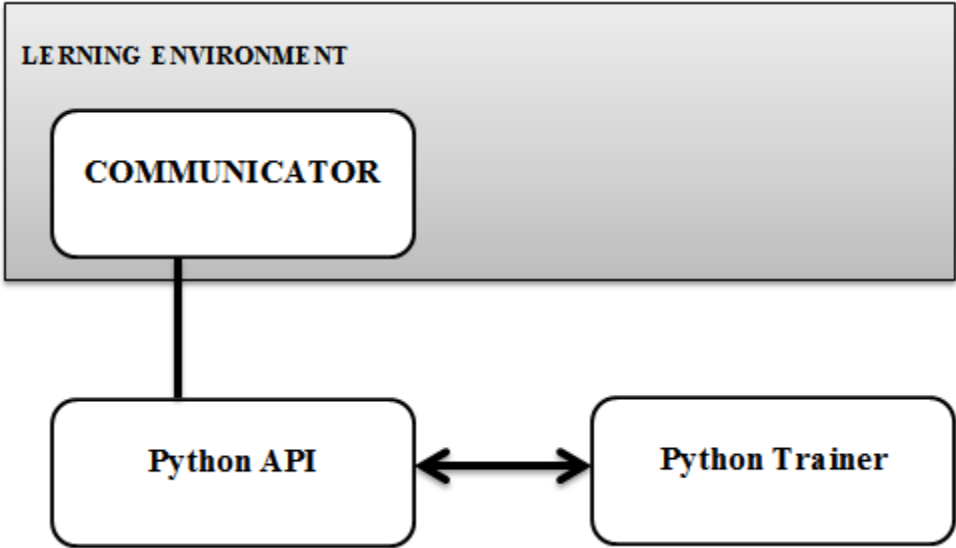 LERNING ENVIRONMENT
COMMUNICATOR
Python API
Python Trainer